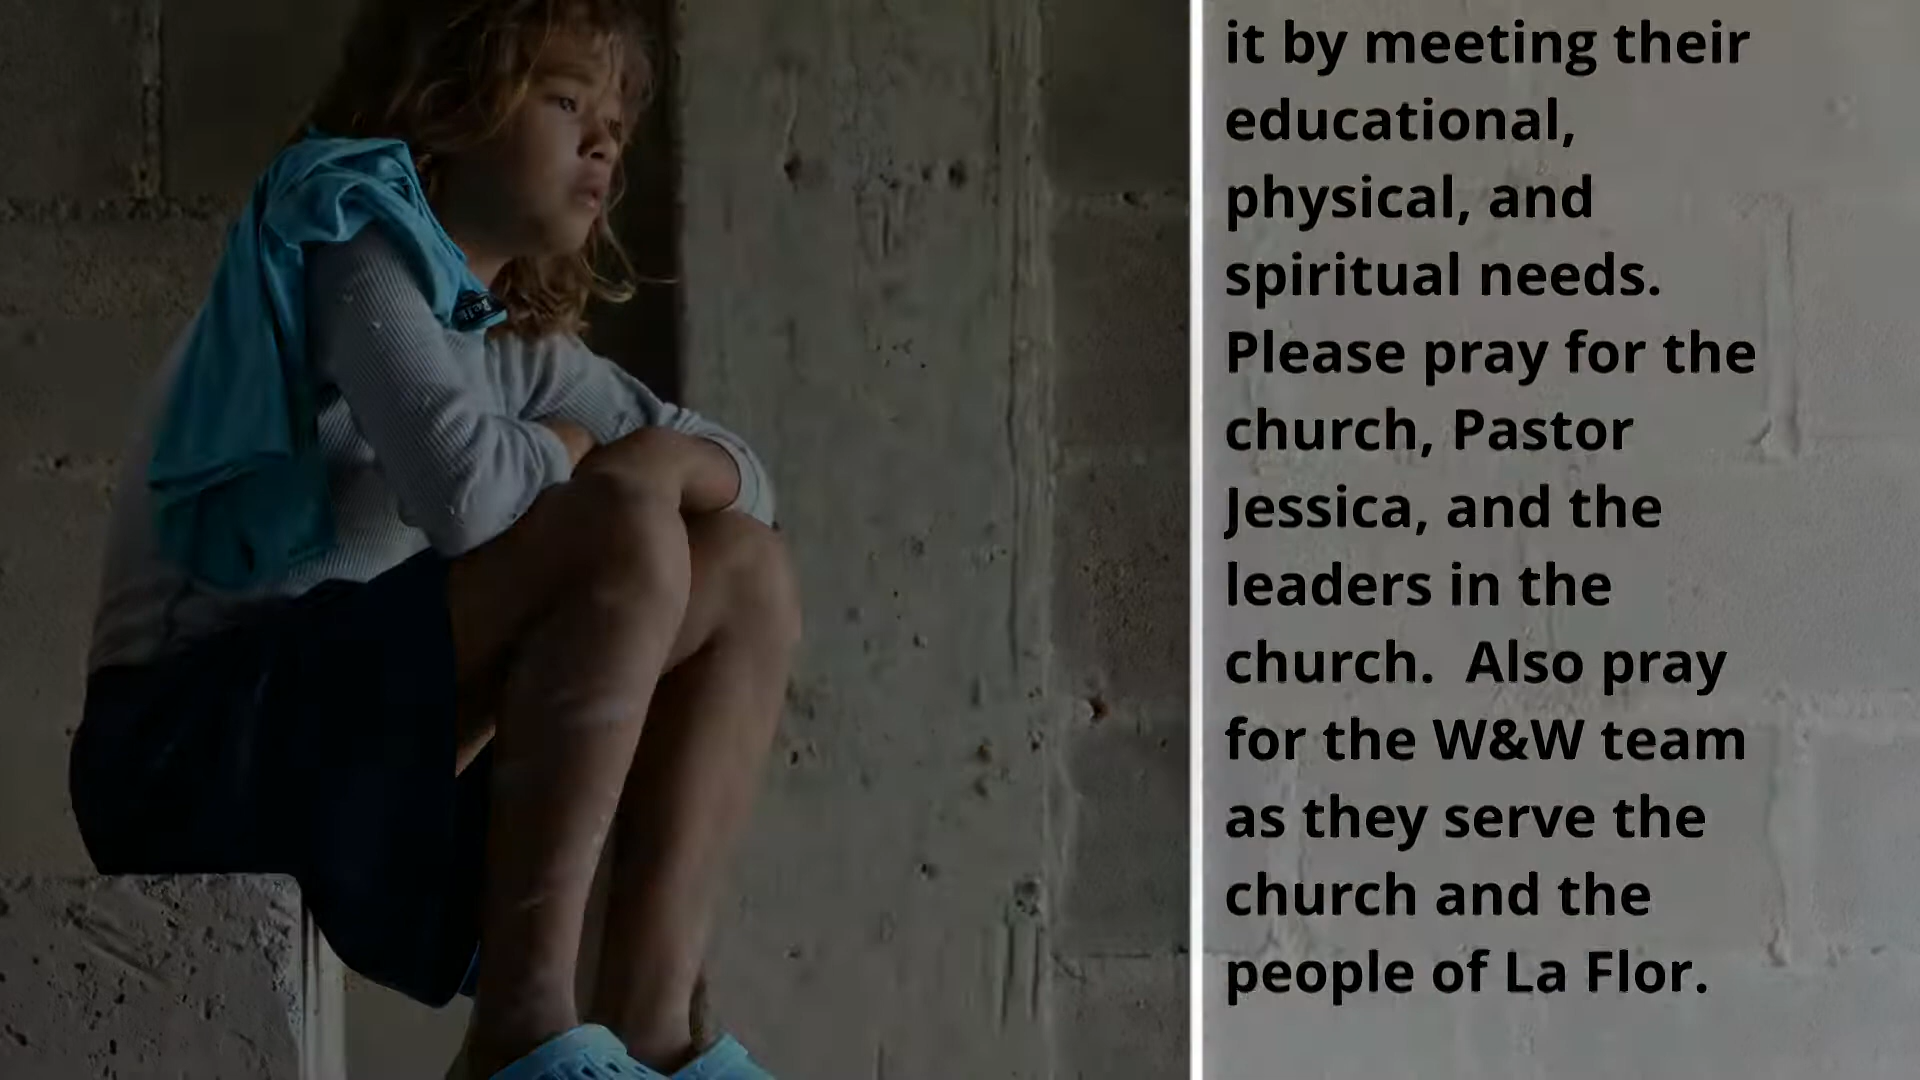 it by meeting their
educational,
physical, and
spiritual needs.
Please pray for the
church, Pastor
Jessica, and the
leaders in the
church.  Also pray
for the W&W team
as they serve the
church and the
people of La Flor.